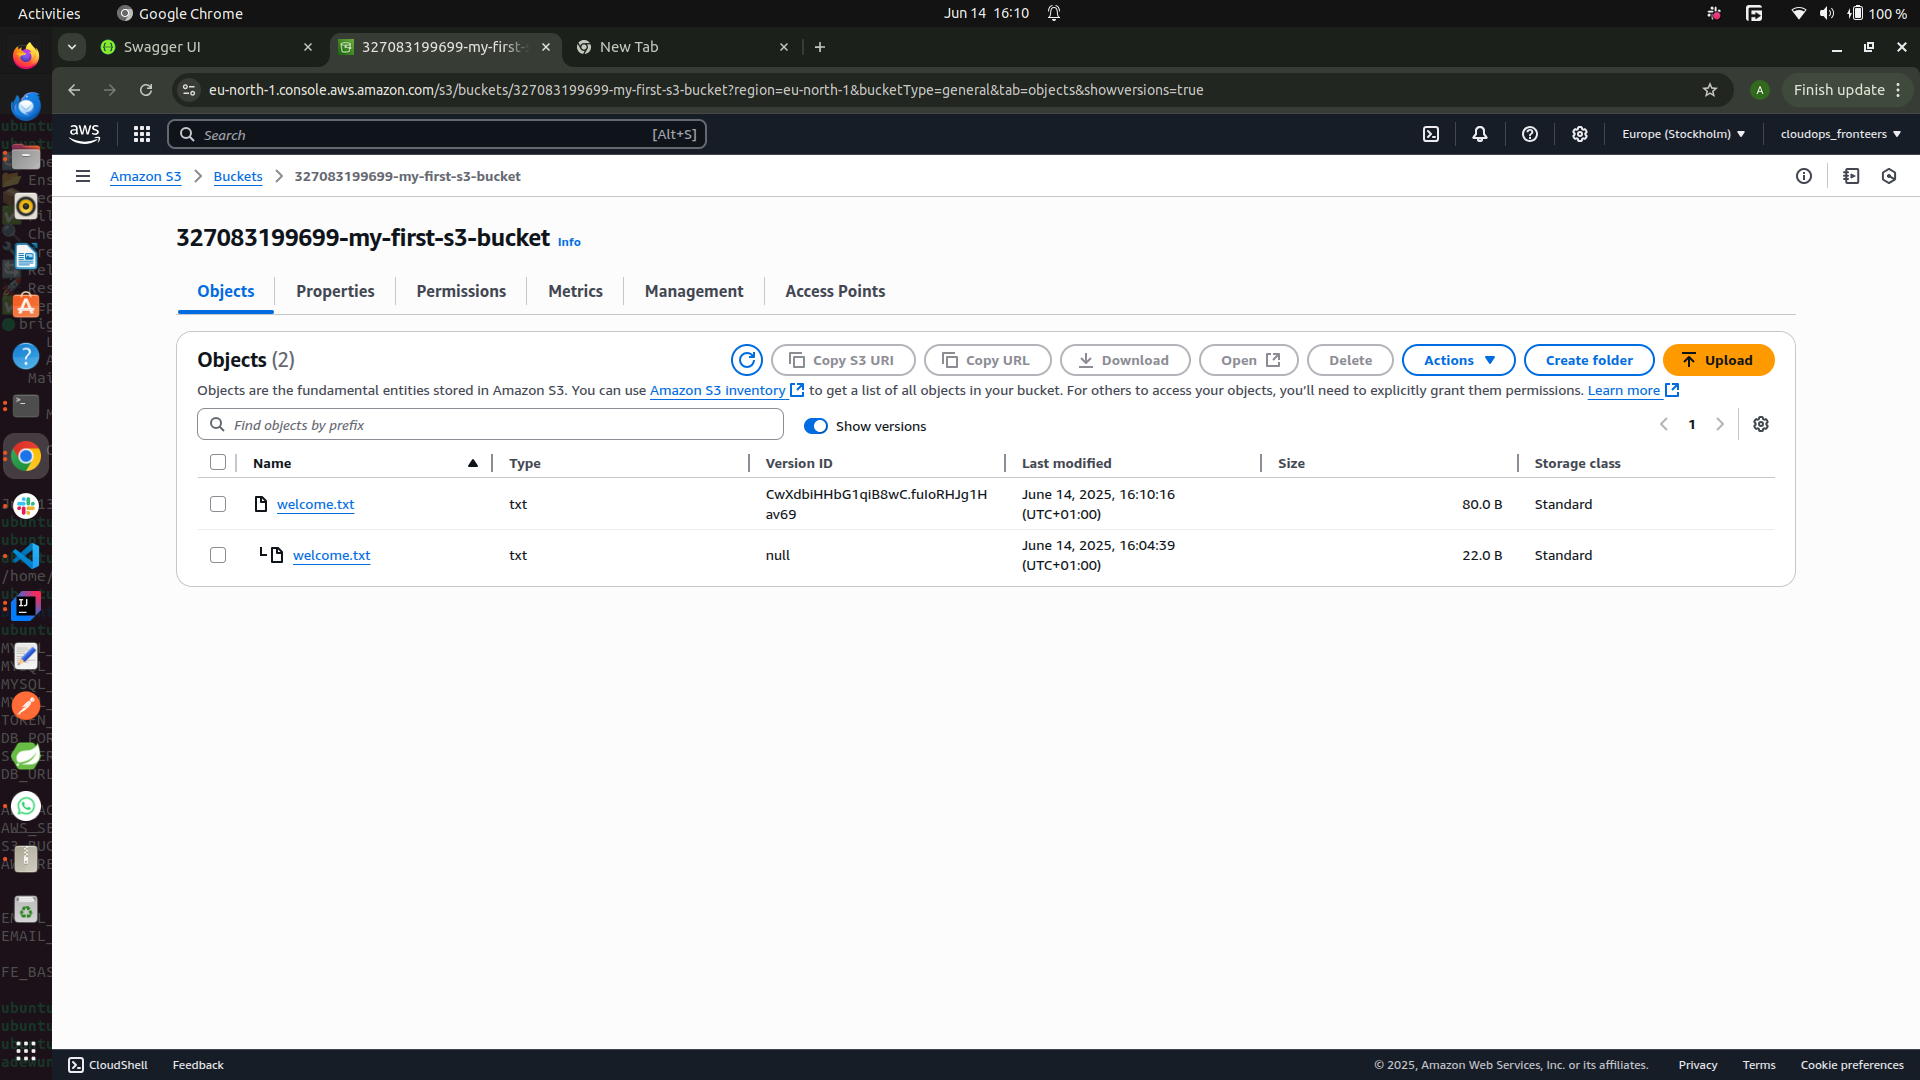 Activities
Google Chrome
Jun 14 16:10
100 %
Swagger UI
327083199699-my-first-
New Tab
eu-north-1.console.aws.amazon.com/s3/buckets/327083199699-my-first-s3-bucket?region=eu-north-1&bucketType=general&tab=objects&showversions=true
A
Finish update
aws
Search
[Alt+S]
Europe (Stockholm)
cloudops_fronteers
Amazon S3
Buckets
327083199699-my-first-s3-bucket
327083199699-my-first-s3-bucket
Info
Objects
Properties
Permissions
Metrics
Management
Access Points
Objects (2)
Copy S3 URI
Copy URL
Download
Open
Delete
Actions
Create folder
Upload
Objects are the fundamental entities stored in Amazon S3. You can use Amazon S3 inventory to get a list of all objects in your bucket. For others to access your objects, you'll need to explicitly grant them permissions. Learn more
Find objects by prefix
Show versions
1
Name
Type
Version ID
Last modified
Size
Storage class
welcome.txt
txt
CwXdbiHHbG1qiB8wC.fuIoRHJg1H
av69
June 14, 2025, 16:10:16
(UTC+01:00)
80.0 B
Standard
welcome.txt
txt
null
June 14, 2025, 16:04:39
(UTC+01:00)
22.0 B
Standard
CloudShell
Feedback
© 2025, Amazon Web Services, Inc. or its affiliates.
Privacy
Terms
Cookie preferences